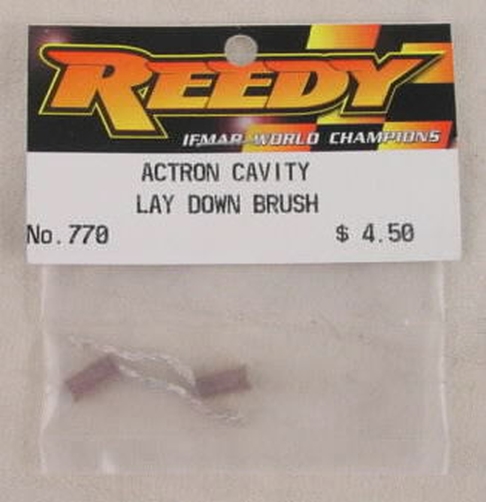 REEDY
IFMAR WORLD CHAMPIONS
ACTRON CAVITY
LAY DOWN BRUSH
No.770 $ 4.50